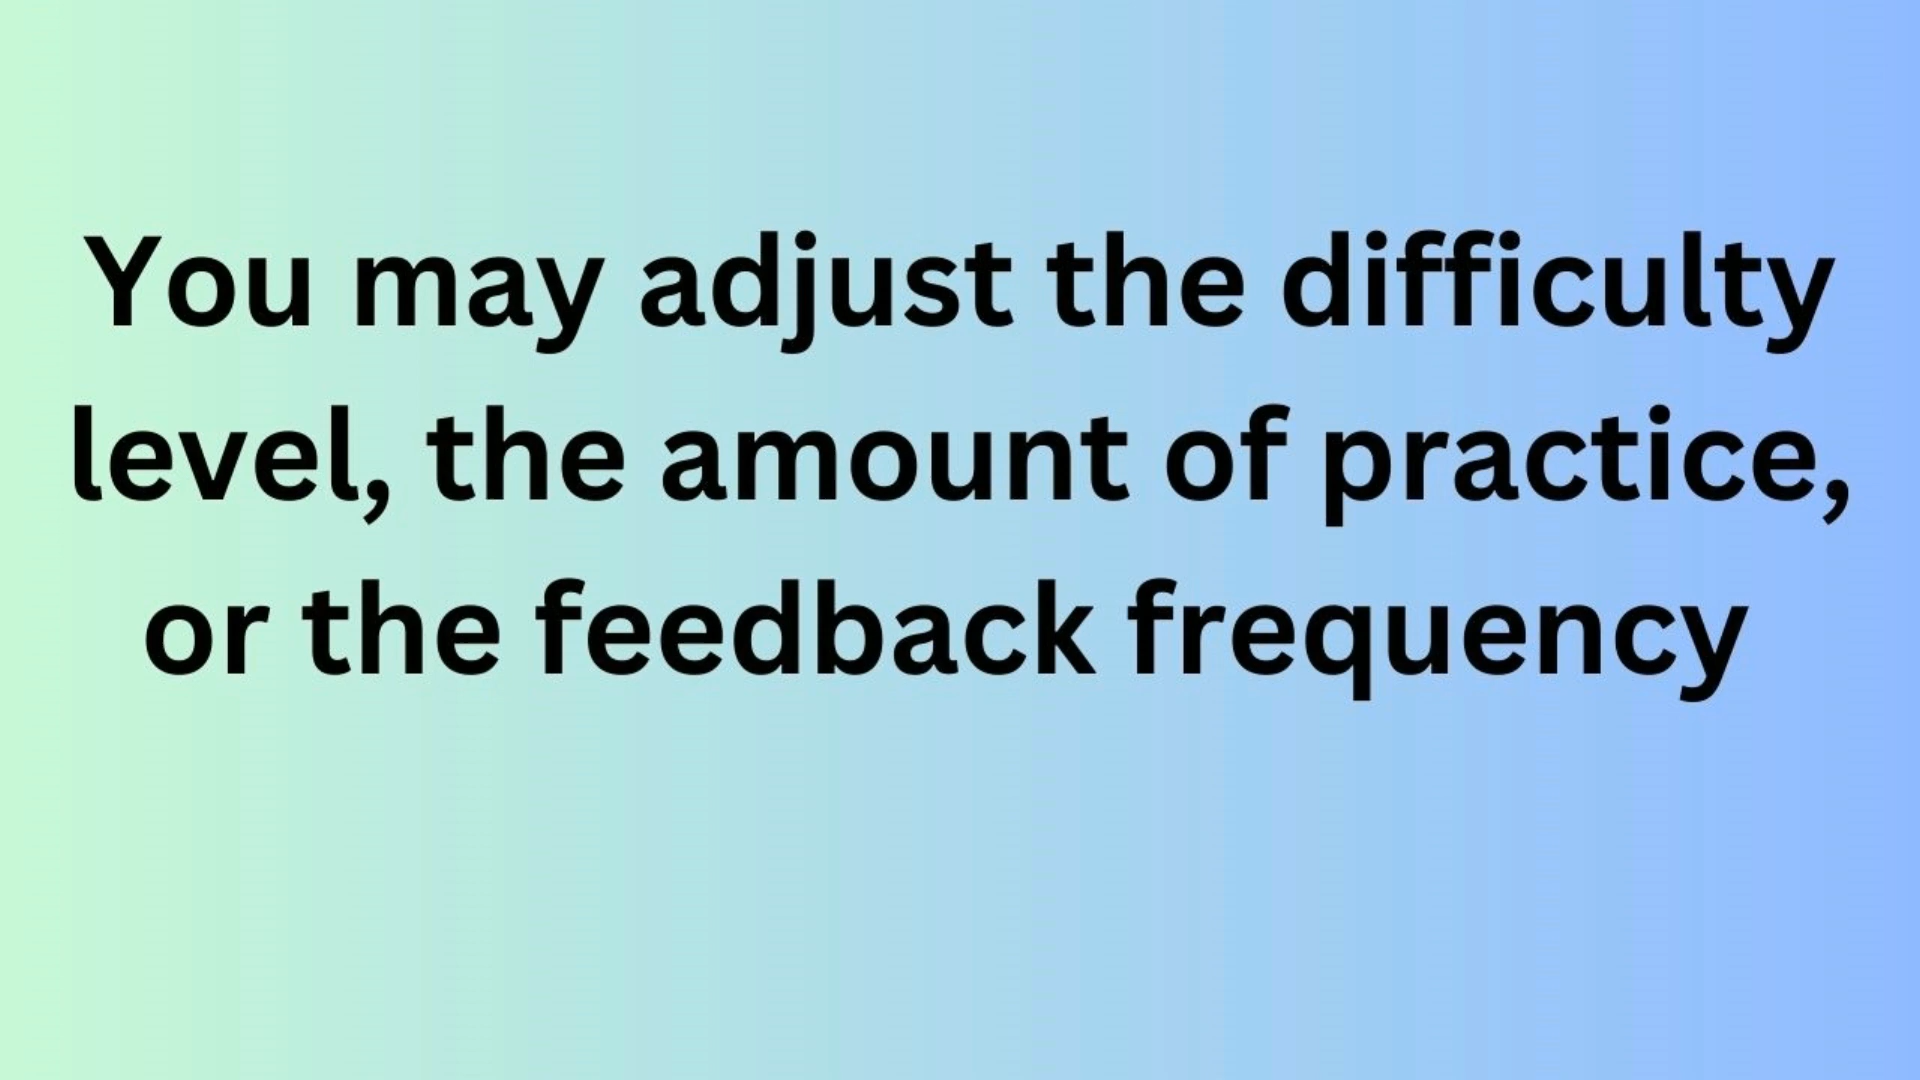 You may adjust the difficulty
level, the amount of practice,
or the feedback frequency